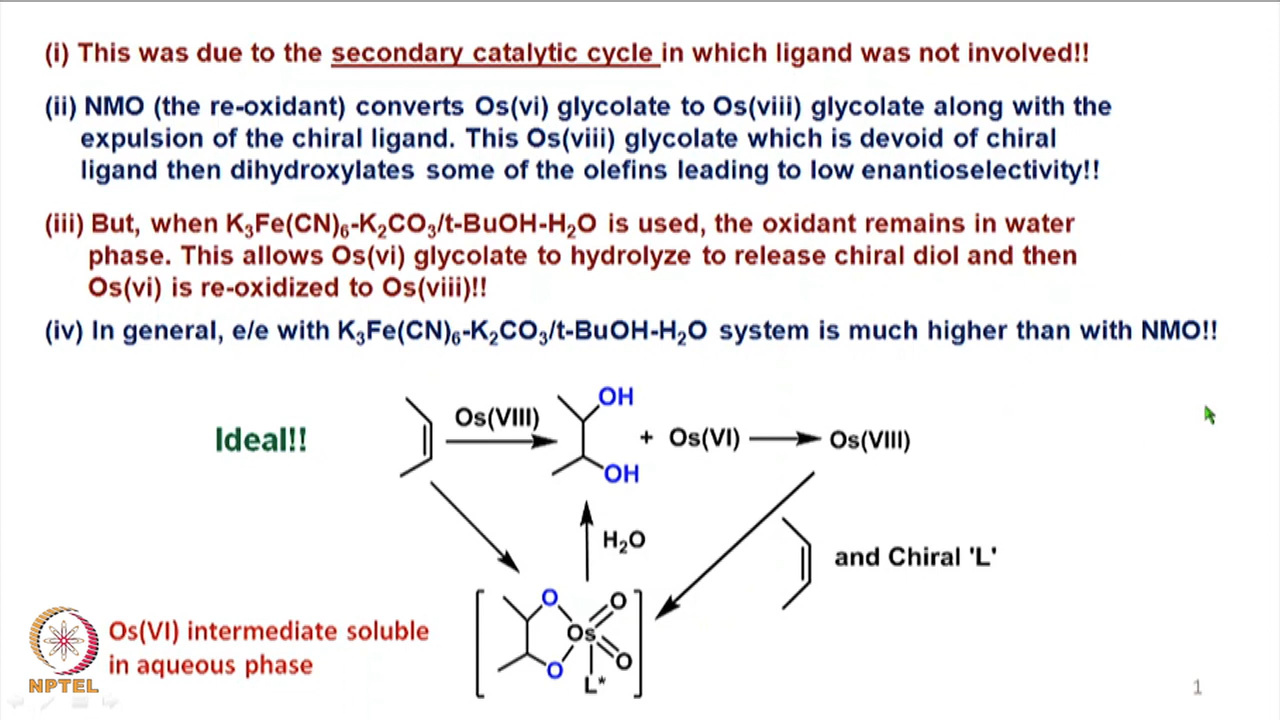 (i) This was due to the secondary catalytic cycle in which ligand was not involved!!
(ii) NMO (the re-oxidant) converts Os(vi) glycolate to Os(viii) glycolate along with the
expulsion of the chiral ligand. This Os(viii) glycolate which is devoid of chiral
ligand then dihydroxylates some of the olefins leading to low enantioselectivity!!
(iii) But, when K₃Fe(CN)₆-K₂CO₃/t-BuOH-H₂O is used, the oxidant remains in water
phase. This allows Os(vi) glycolate to hydrolyze to release chiral diol and then
Os(vi) is re-oxidized to Os(viii)!!
(iv) In general, e/e with K₃Fe(CN)₆-K₂CO₃/t-BuOH-H₂O system is much higher than with NMO!!
Ideal!!
Os(VIII)
OH
OH
+ Os(VI)
Os(VIII)
H₂O
and Chiral 'L'
O
O
Os
O
O
L*
Os(VI) intermediate soluble
in aqueous phase
NPTEL
1